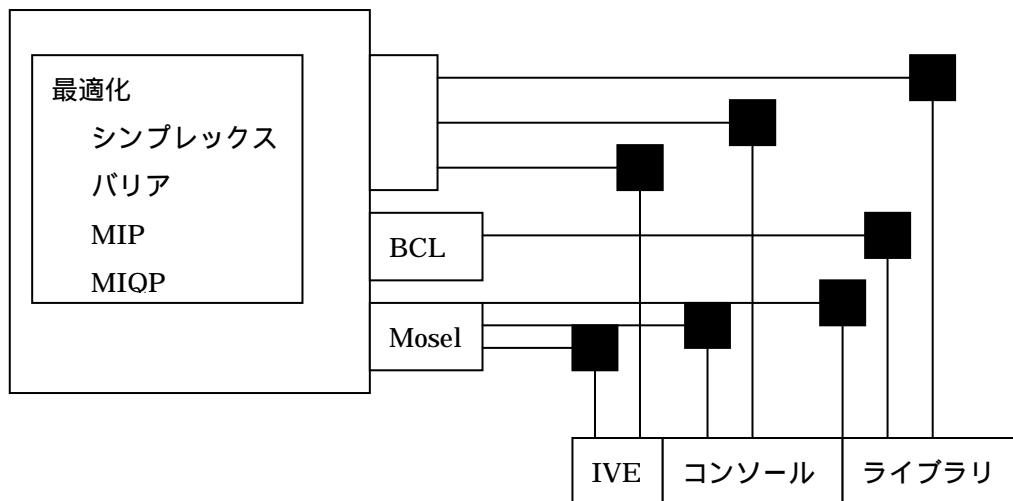 最適化
シンプレックス
バリア
MIP
MIQP
BCL
Mosel
IVE
コンソール
ライブラリ